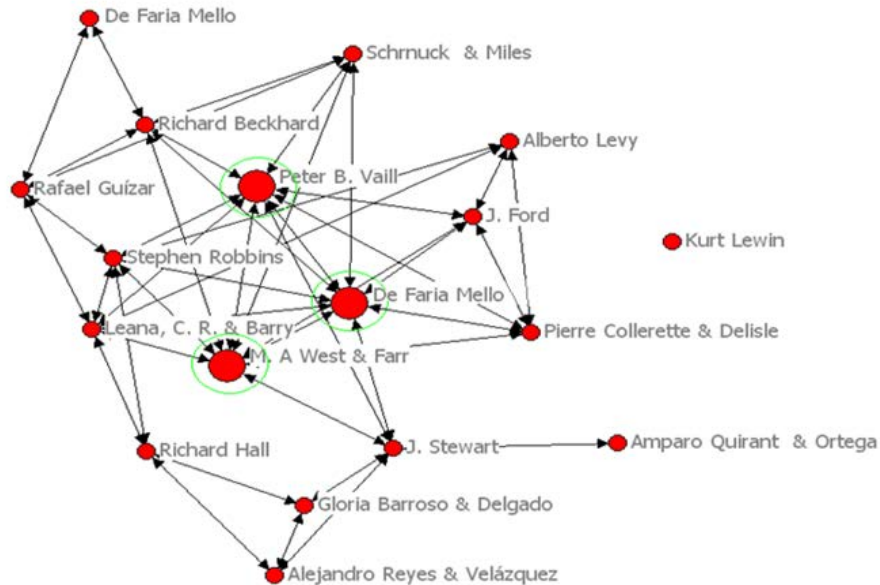 De Faria Mello
Schrnuck & Miles
Richard Beckhard
Alberto Levy
Peter B. Vaill
Rafael Guízar
J. Ford
Kurt Lewin
Stephen Robbins
De Faria Mello
Leana, C. R. & Barry
Pierre Collerette & Delisle
M. A West & Farr
Richard Hall
J. Stewart
Amparo Quirant & Ortega
Gloria Barroso & Delgado
Alejandro Reyes & Velázquez